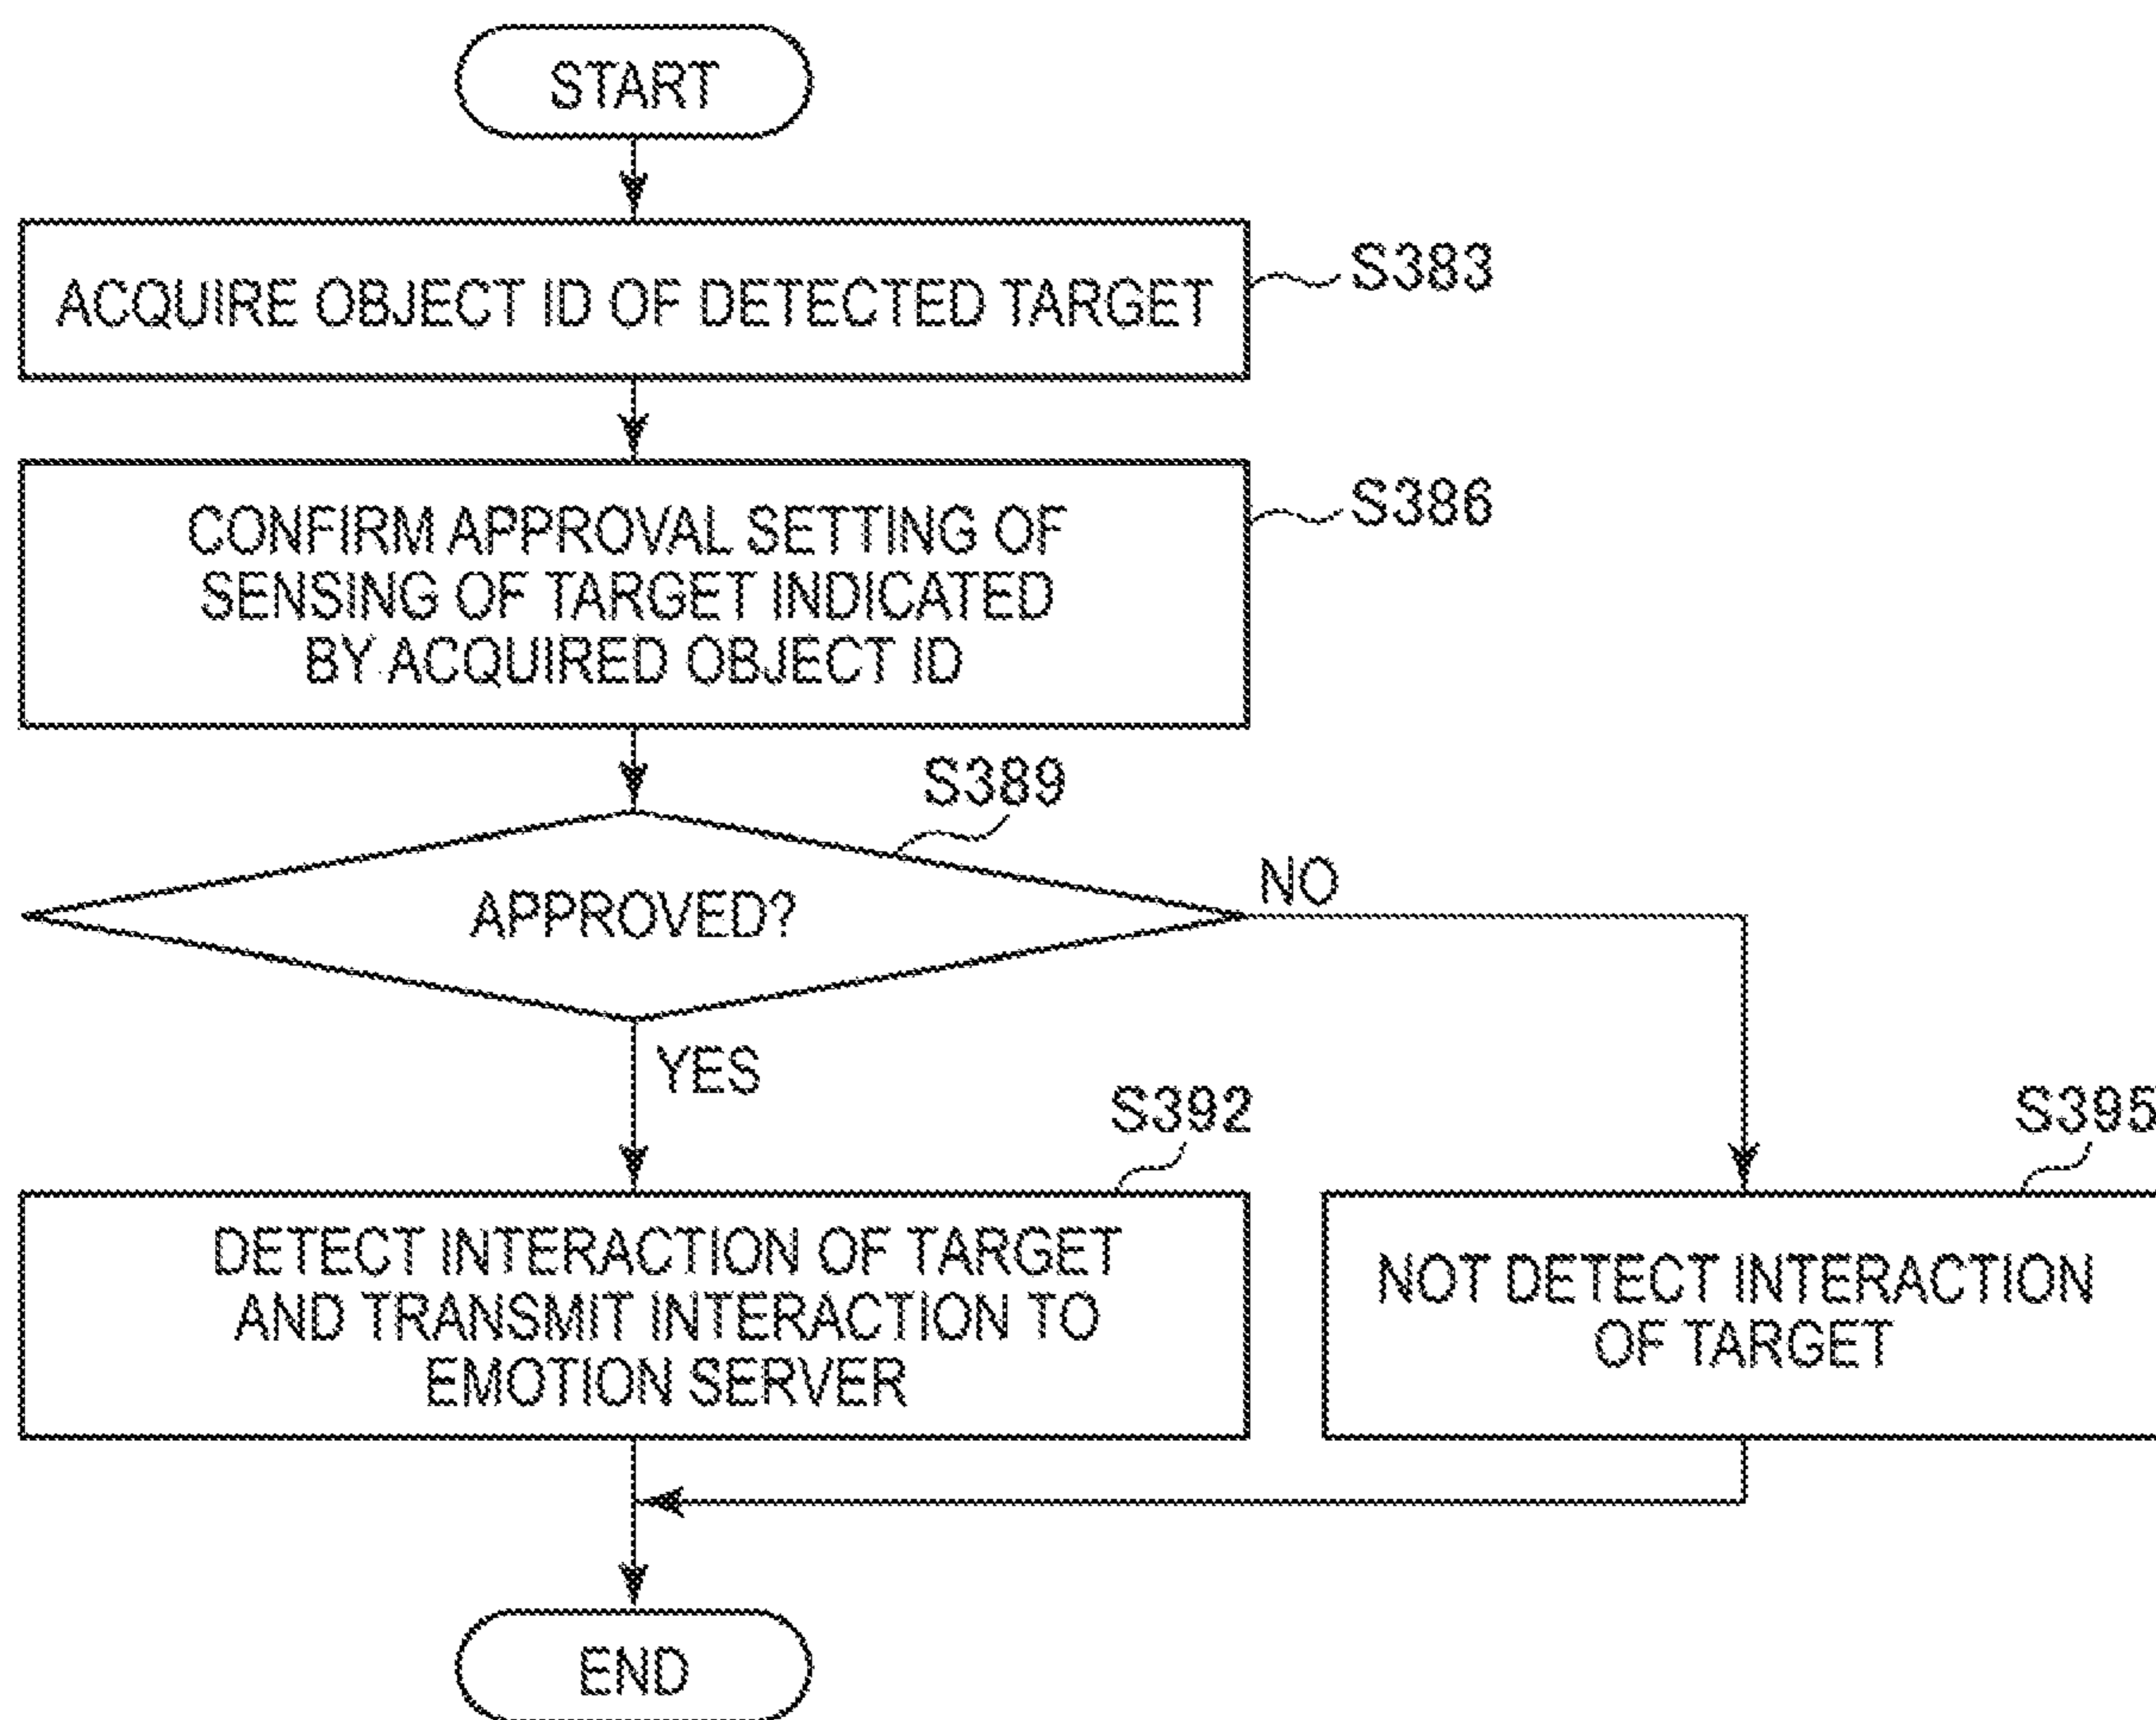 START
ACQUIRE OBJECT ID OF DETECTED TARGET
S383
CONFIRM APPROVAL SETTING OF
SENSING OF TARGET INDICATED
BY ACQUIRED OBJECT ID
S386
S389
APPROVED?
NO
YES
S392
DETECT INTERACTION OF TARGET
AND TRANSMIT INTERACTION TO
EMOTION SERVER
S395
NOT DETECT INTERACTION
OF TARGET
END